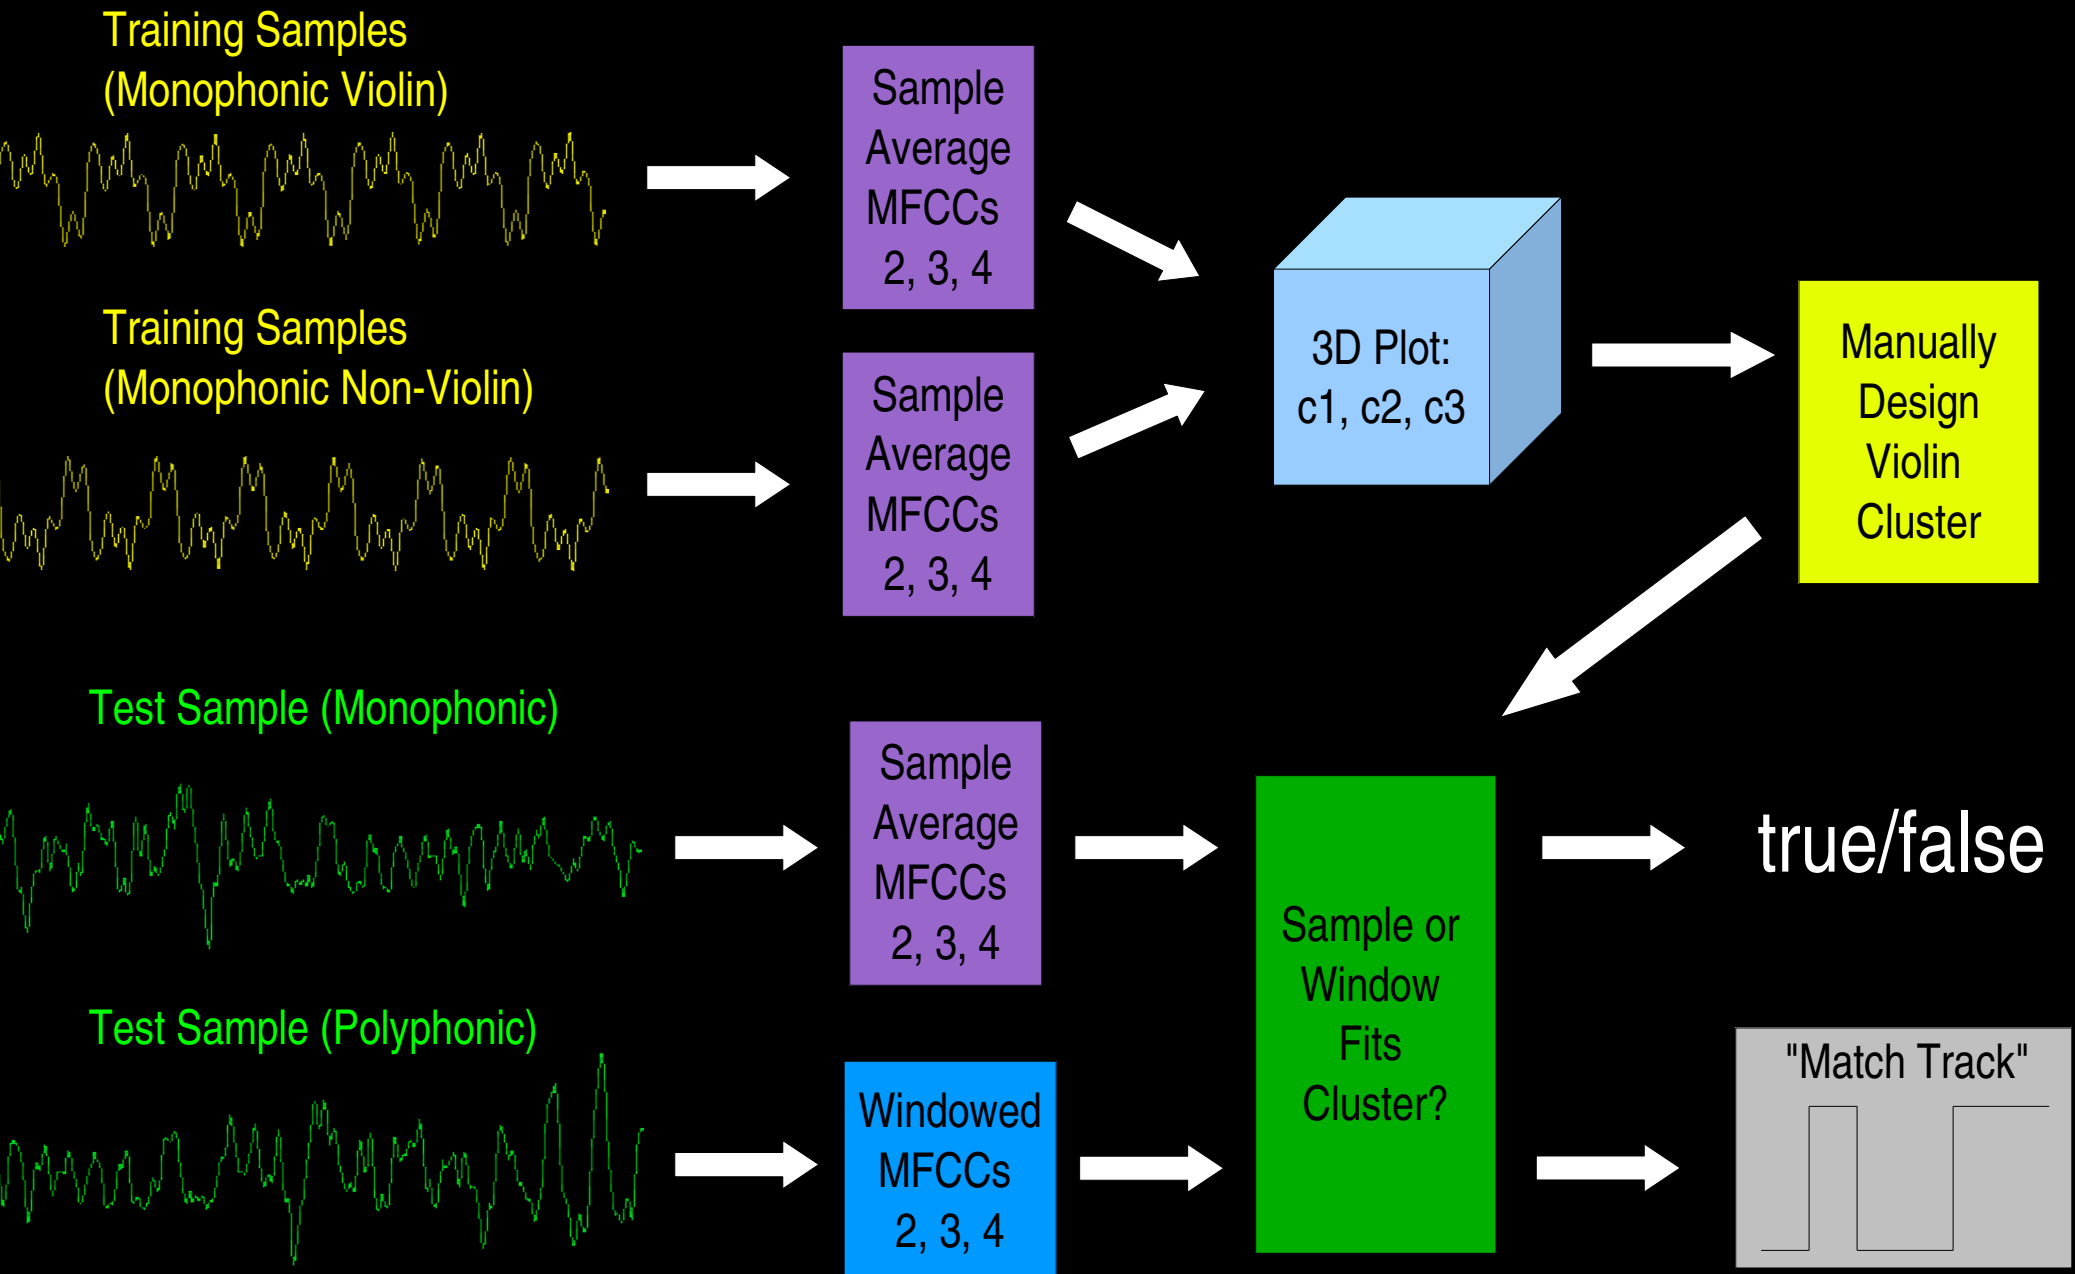 Training Samples
(Monophonic Violin)
Sample
Average
MFCCs
2, 3, 4
Training Samples
(Monophonic Non-Violin)
Sample
Average
MFCCs
2, 3, 4
3D Plot:
c1, c2, c3
Manually
Design
Violin
Cluster
Test Sample (Monophonic)
Sample
Average
MFCCs
2, 3, 4
Test Sample (Polyphonic)
Windowed
MFCCs
2, 3, 4
Sample or
Window
Fits
Cluster?
true/false
"Match Track"